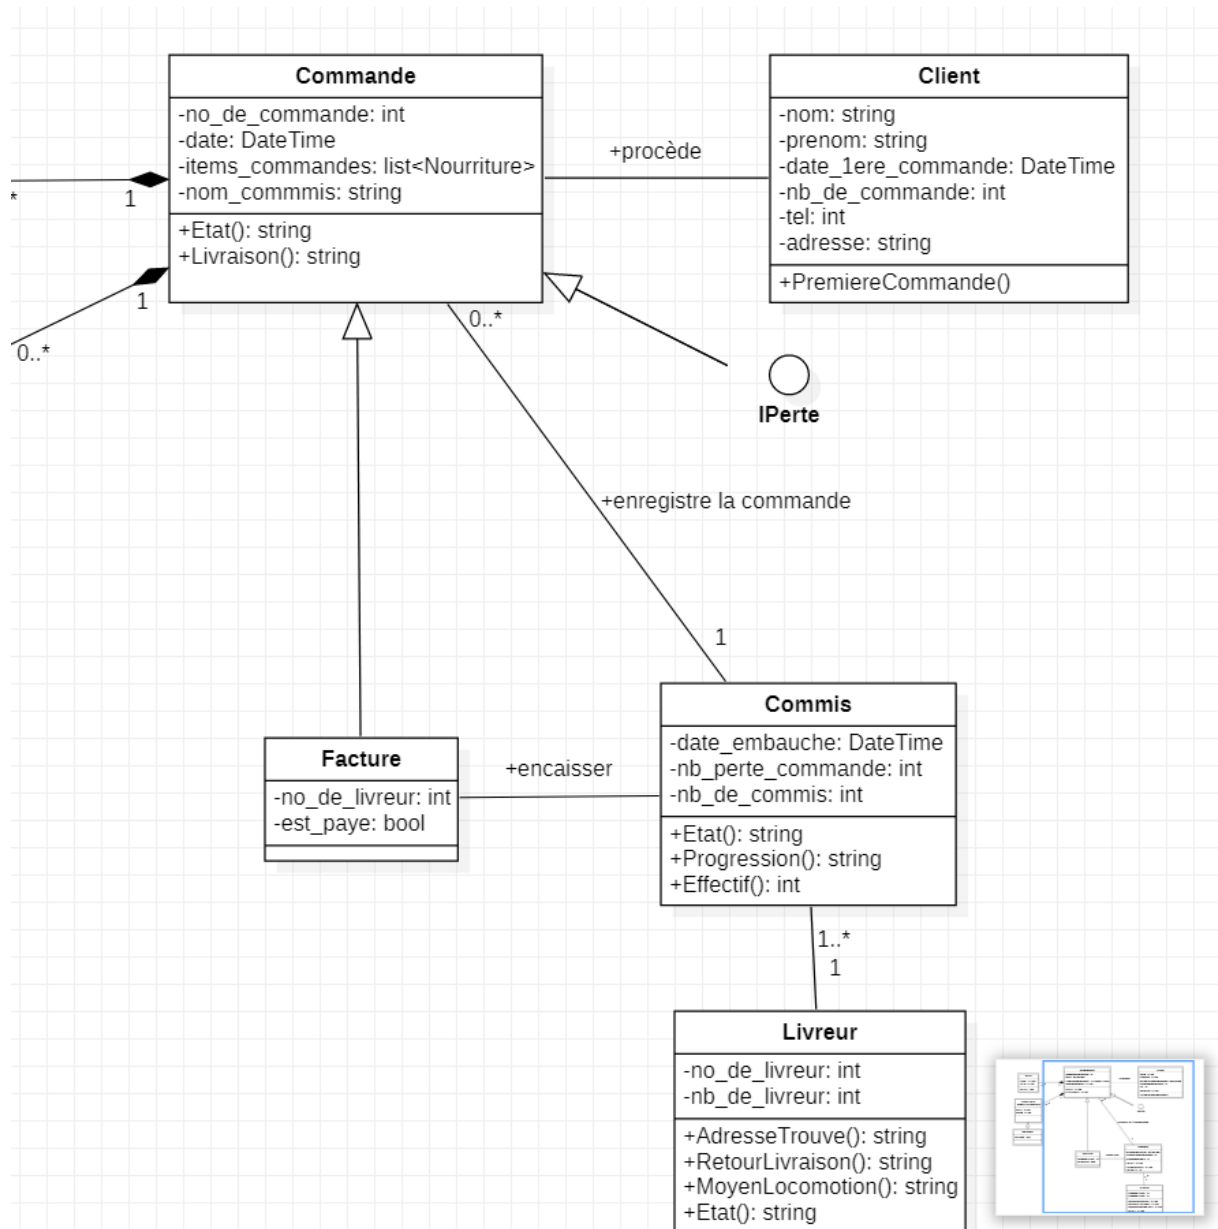 Commande
-no_de_commande: int
-date: DateTime
-items_commandes: list<Nourriture>
-nom_commmis: string
+Etat(): string
+Livraison(): string
Client
-nom: string
-prenom: string
-date_1ere_commande: DateTime
-nb_de_commande: int
-tel: int
-adresse: string
+PremiereCommande()
+procède
*
1
1
0..*
0..*
IPerte
+enregistre la commande
1
Commis
-date_embauche: DateTime
-nb_perte_commande: int
-nb_de_commis: int
+Etat(): string
+Progression(): string
+Effectif(): int
Facture
-no_de_livreur: int
-est_paye: bool
+encaisser
1..*
1
Livreur
-no_de_livreur: int
-nb_de_livreur: int
+AdresseTrouve(): string
+RetourLivraison(): string
+MoyenLocomotion(): string
+Etat(): string